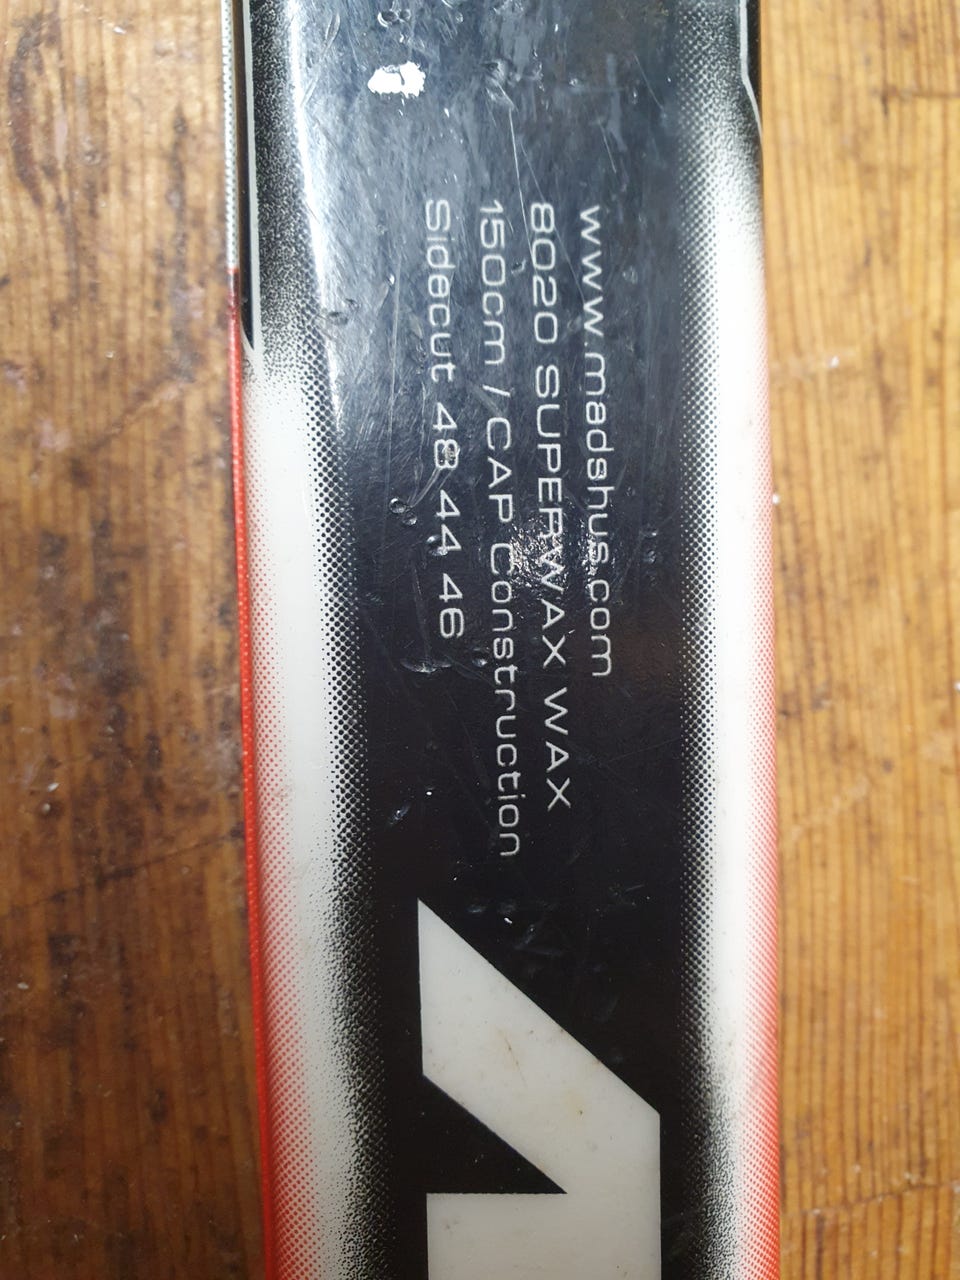 www.madshus.com
8020 SUPERWAX WAX
150cm / CAP Construction
Sidecut 48 44 46